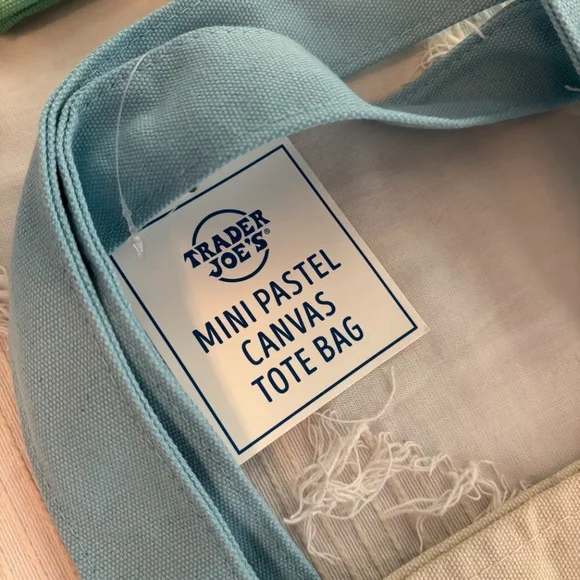 TRADER
JOE'S®
MINI PASTEL
CANVAS
TOTE BAG